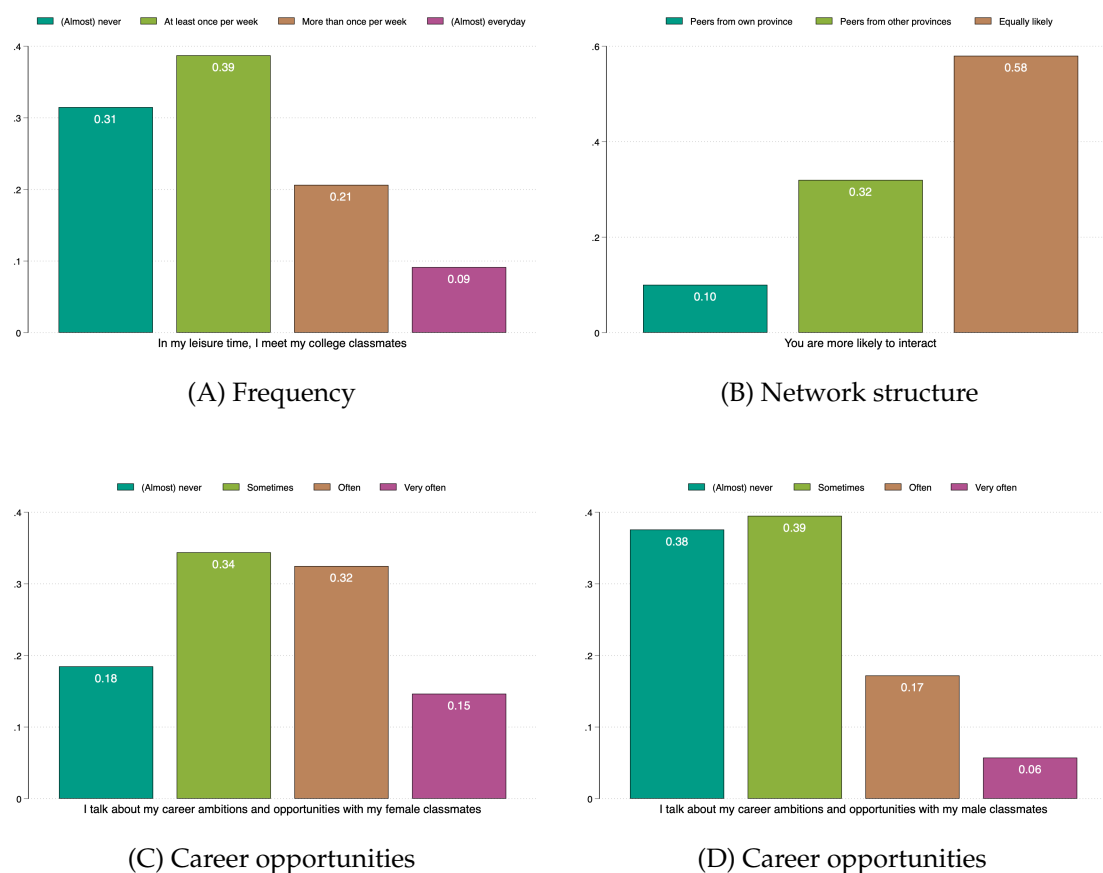 (Almost) never At least once per week More than once per week (Almost) everyday
.4
.3
.2
.1
0
0.31
0.39
0.21
0.09
In my leisure time, I meet my college classmates
(A) Frequency
Peers from own province Peers from other provinces Equally likely
.6
.4
.2
0
0.10
0.32
0.58
You are more likely to interact
(B) Network structure
(Almost) never Sometimes Often Very often
.4
.3
.2
.1
0
0.18
0.34
0.32
0.15
I talk about my career ambitions and opportunities with my female classmates
(C) Career opportunities
(Almost) never Sometimes Often Very often
.4
.3
.2
.1
0
0.38
0.39
0.17
0.06
I talk about my career ambitions and opportunities with my male classmates
(D) Career opportunities